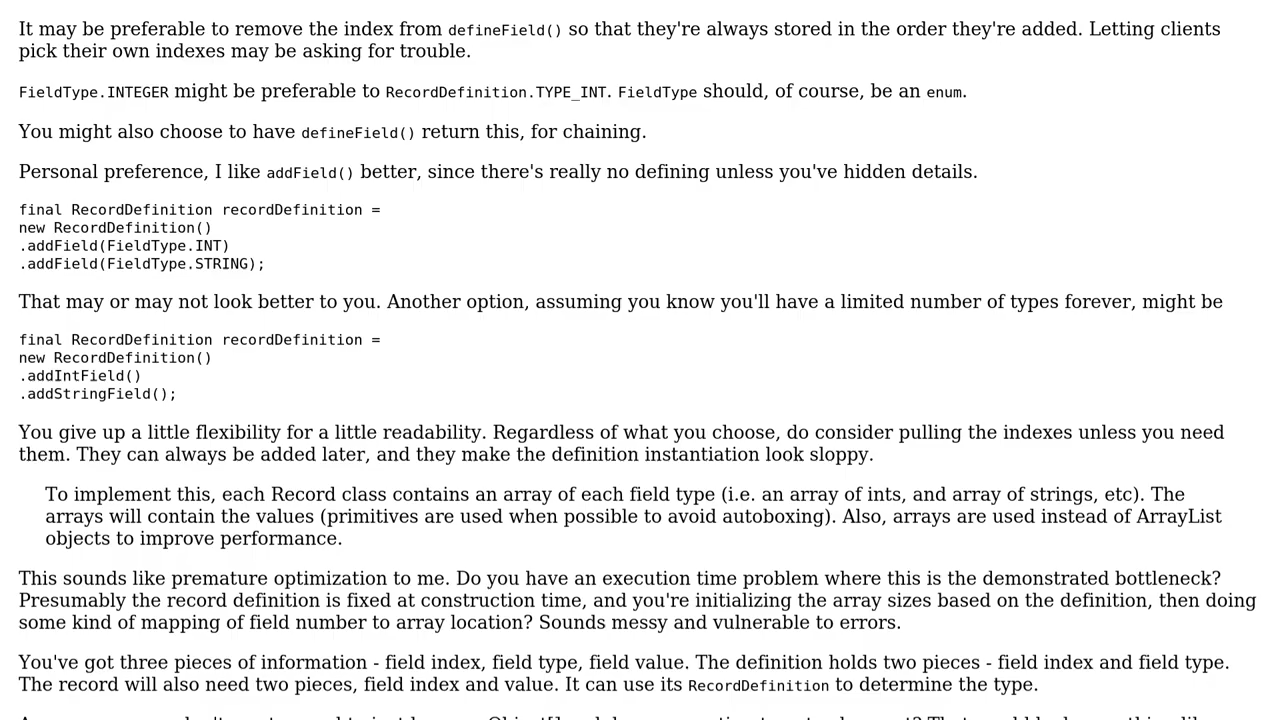 It may be preferable to remove the index from defineField() so that they're always stored in the order they're added. Letting clients
pick their own indexes may be asking for trouble.
FieldType.INTEGER might be preferable to RecordDefinition.TYPE_INT. FieldType should, of course, be an enum.
You might also choose to have defineField() return this, for chaining.
Personal preference, I like addField() better, since there's really no defining unless you've hidden details.
final RecordDefinition recordDefinition =
new RecordDefinition()
.addField(FieldType.INT)
.addField(FieldType.STRING);
That may or may not look better to you. Another option, assuming you know you'll have a limited number of types forever, might be
final RecordDefinition recordDefinition =
new RecordDefinition()
.addIntField()
.addStringField();
You give up a little flexibility for a little readability. Regardless of what you choose, do consider pulling the indexes unless you need
them. They can always be added later, and they make the definition instantiation look sloppy.
To implement this, each Record class contains an array of each field type (i.e. an array of ints, and array of strings, etc). The
arrays will contain the values (primitives are used when possible to avoid autoboxing). Also, arrays are used instead of ArrayList
objects to improve performance.
This sounds like premature optimization to me. Do you have an execution time problem where this is the demonstrated bottleneck?
Presumably the record definition is fixed at construction time, and you're initializing the array sizes based on the definition, then doing
some kind of mapping of field number to array location? Sounds messy and vulnerable to errors.
You've got three pieces of information - field index, field type, field value. The definition holds two pieces - field index and field type.
The record will also need two pieces, field index and value. It can use its RecordDefinition to determine the type.